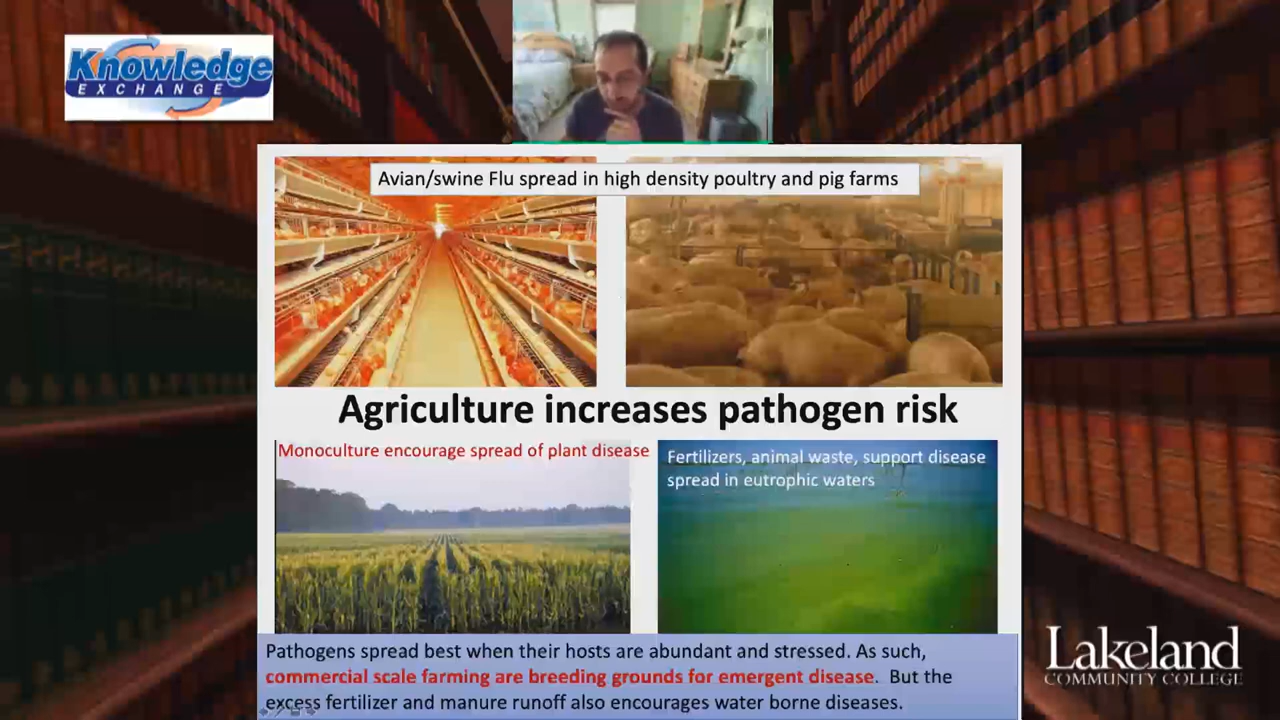 Knowledge
EXCHANGE
Avian/swine Flu spread in high density poultry and pig farms
Agriculture increases pathogen risk
Monoculture encourage spread of plant disease
Fertilizers, animal waste, support disease
spread in eutrophic waters
Pathogens spread best when their hosts are abundant and stressed. As such,
commercial scale farming are breeding grounds for emergent disease. But the
excess fertilizer and manure runoff also encourages water borne diseases.
Lakeland
COMMUNITY COLLEGE